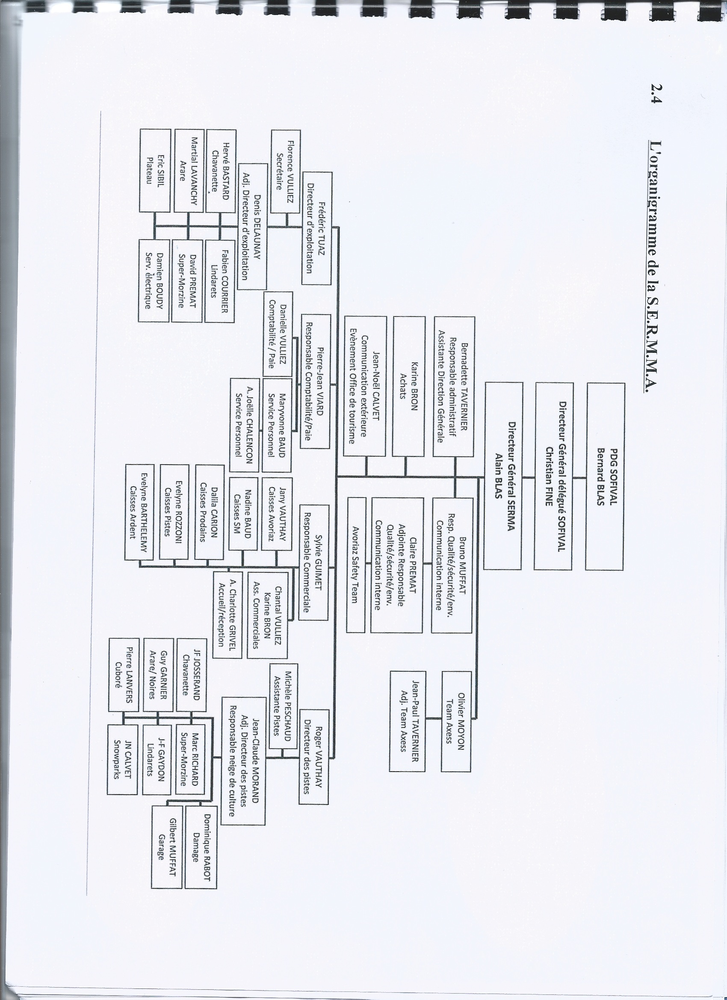 2.4 L'organigramme de la S.E.R.M.M.A.
PDG SOFIVAL
Bernard BLAS
Directeur Général délégué SOFIVAL
Christian FINE
Directeur Général SERMA
Alain BLAS
Bernadette TAVERNIER
Responsable administratif
Assistante Direction Générale
Bruno MUFFAT
Resp. Qualité/sécurité/env.
Communication interne
Olivier MOYON
Team Axess
Karine BRON
Achats
Claire PREMAT
Adjointe Responsable
Qualité/sécurité/env.
Communication interne
Jean-Paul TAVERNIER
Adj. Team Axess
Jean-Noël CALVET
Communication extérieure
Evènement Office de tourisme
Avoriaz Safety Team
Frédéric TUAZ
Directeur d'exploitation
Pierre-Jean VIARD
Responsable Comptabilité/Paie
Sylvie GUIMET
Responsable Commerciale
Roger VAUTHAY
Directeur des pistes
Florence VULLIEZ
Secrétaire
Denis DELAUNAY
Adj. Directeur d'exploitation
Hervé BASTARD
Chavanette
Fabien COURRIER
Lindarets
Martial LAVANCHY
Arare
David PREMAT
Super-Morzine
Eric SIBIL
Plateau
Damien BOUDY
Serv. électrique
Danielle VULLIEZ
Comptabilité / Paie
Maryvonne BAUD
Service Personnel
A. Joëlle CHALENCON
Service Personnel
Jany VAUTHAY
Caisses Avoriaz
Nadine BAUD
Caisses SM
Dalila CARION
Caisses Prodains
Evelyne ROZZONI
Caisses Pistes
Evelyne BARTHELEMY
Caisses Ardent
Chantal VULLIEZ
Karine BRON
Ass. Commerciales
A. Charlotte GRIVEL
Accueil/réception
Michèle PESCHAUD
Assistante Pistes
Jean-Claude MORAND
Adj. Directeur des pistes
Responsable neige de culture
JF JOSSERAND
Chavanette
Marc RICHARD
Super-Morzine
Guy GARNIER
Arare/ Noires
J-F GAYDON
Lindarets
Pierre LANVERS
Cuboré
JN CALVET
Snowparks
Dominique RABOT
Damage
Gilbert MUFFAT
Garage